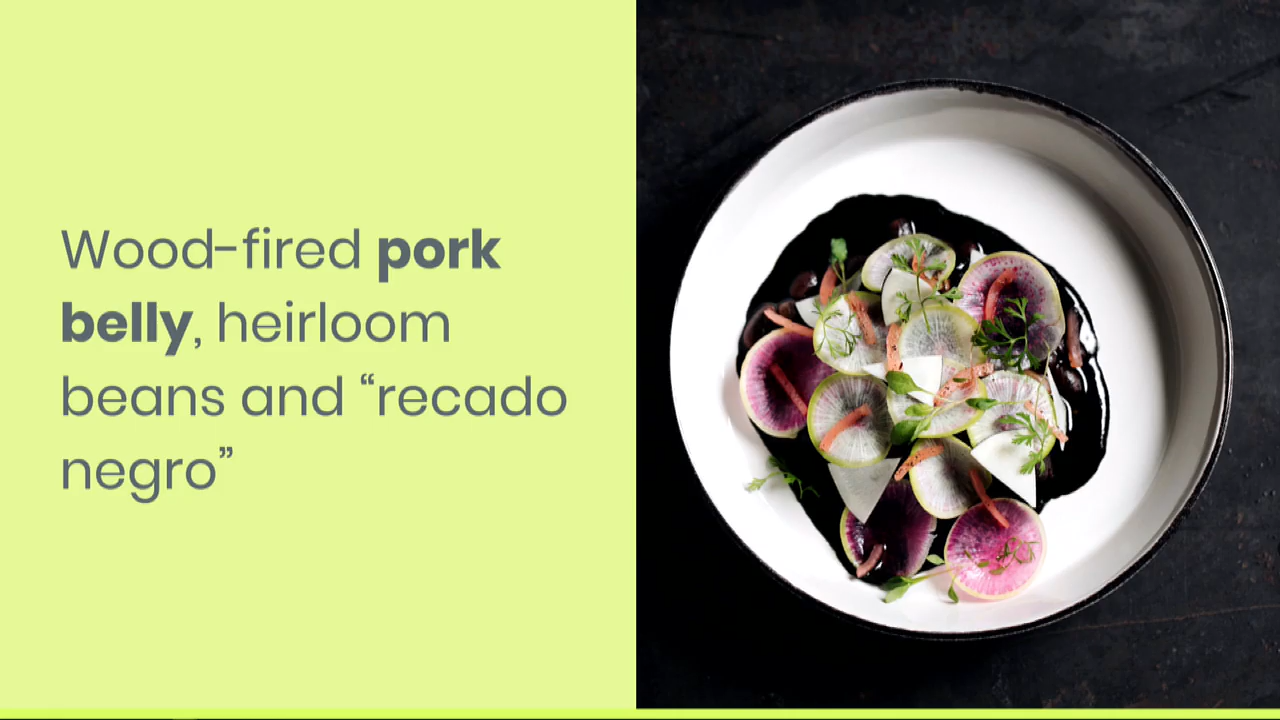 Wood-fired pork
belly, heirloom
beans and “recado
negro”